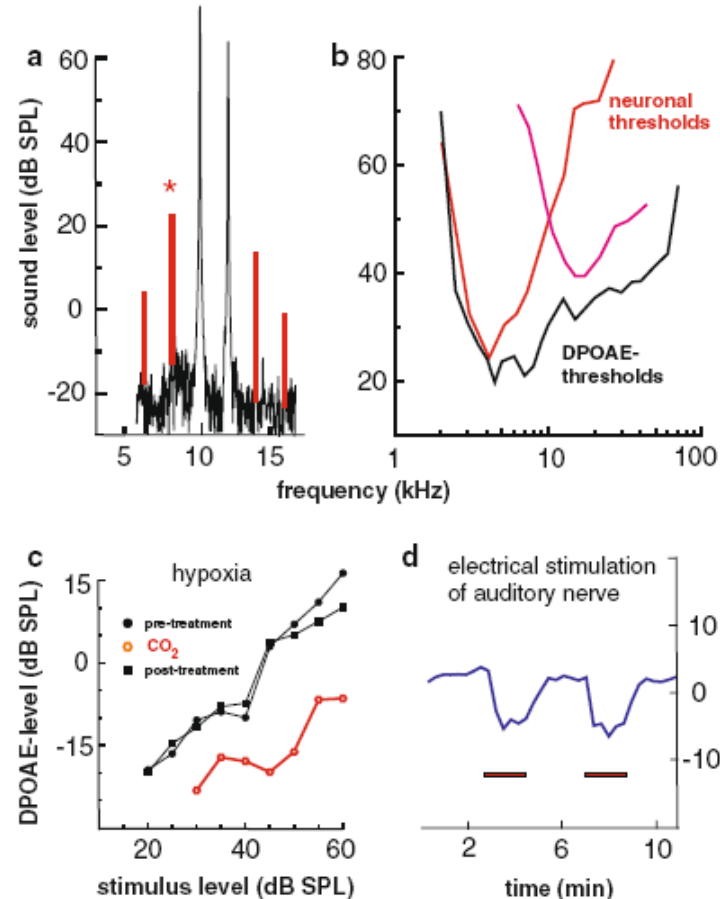 a
sound level (dB SPL)
60
40
20
0
-20
*
5
10
15
b
80
60
40
20
neuronal
thresholds
DPOAE-
thresholds
1
10
100
frequency (kHz)
c
hypoxia
DPOAE-level (dB SPL)
15
0
-15
pre-treatment
CO2
post-treatment
20
40
60
stimulus level (dB SPL)
d
electrical stimulation
of auditory nerve
10
0
-10
2
6
10
time (min)